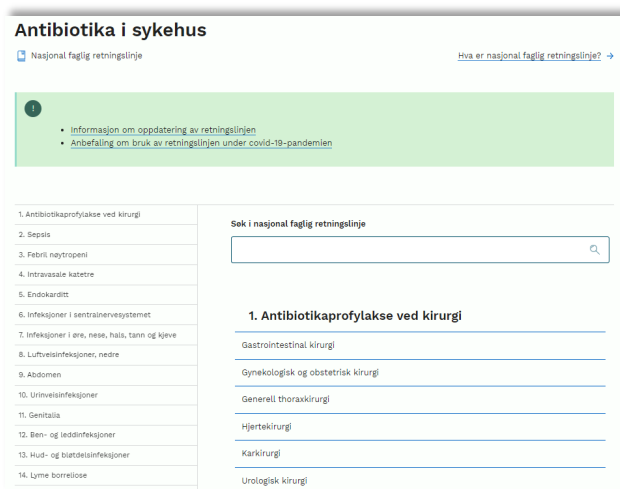 Antibiotika i sykehus
Nasjonal faglig retningslinje
Hva er nasjonal faglig retningslinje? →
!
• Informasjon om oppdatering av retningslinjen
• Anbefaling om bruk av retningslinjen under covid-19-pandemien
1. Antibiotikaprofylakse ved kirurgi
2. Sepsis
3. Febril nøytropeni
4. Intravasale katetre
5. Endokarditt
6. Infeksjoner i sentralnervesystemet
7. Infeksjoner i øre, nese, hals, tann og kjeve
8. Luftveisinfeksjoner, nedre
9. Abdomen
10. Urinveisinfeksjoner
11. Genitalia
12. Ben- og leddinfeksjoner
13. Hud- og bløtdelsinfeksjoner
14. Lyme borreliose
Søk i nasjonal faglig retningslinje
1. Antibiotikaprofylakse ved kirurgi
Gastrointestinal kirurgi
Gynekologisk og obstetrisk kirurgi
Generell thoraxkirurgi
Hjertekirurgi
Karkirurgi
Urologisk kirurgi